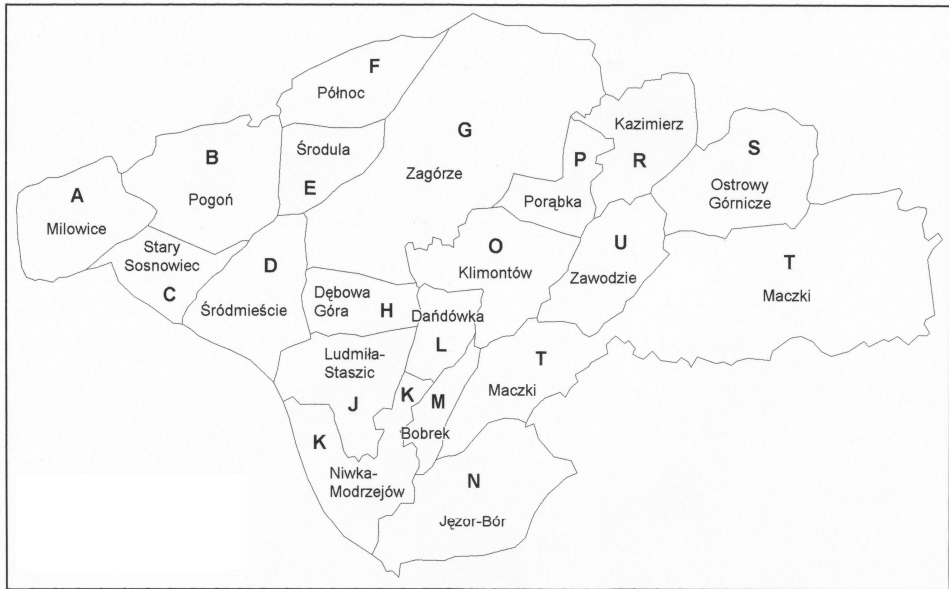 F
Północ
G
Zagórze
B
Pogoń
Środula
E
Kazimierz
R
P
Porąbka
S
Ostrowy
Górnicze
A
Milowice
Stary
Sosnowiec
C
D
Śródmieście
O
Klimontów
U
Zawodzie
T
Maczki
Dębowa
Góra
H
Dańdówka
L
Ludmiła-
Staszic
J
T
Maczki
K
M
Bobrek
K
Niwka-
Modrzejów
N
Jęzor-Bór